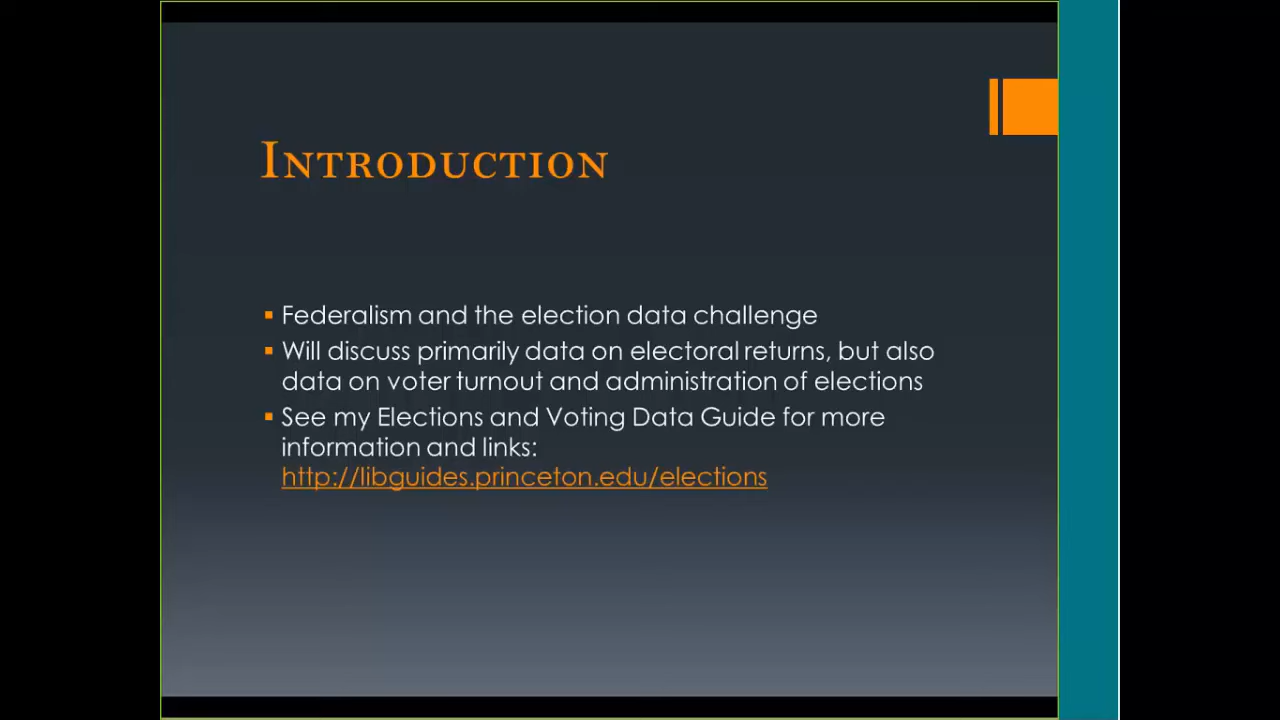 INTRODUCTION
Federalism and the election data challenge
Will discuss primarily data on electoral returns, but also
data on voter turnout and administration of elections
See my Elections and Voting Data Guide for more
information and links:
http://libguides.princeton.edu/elections